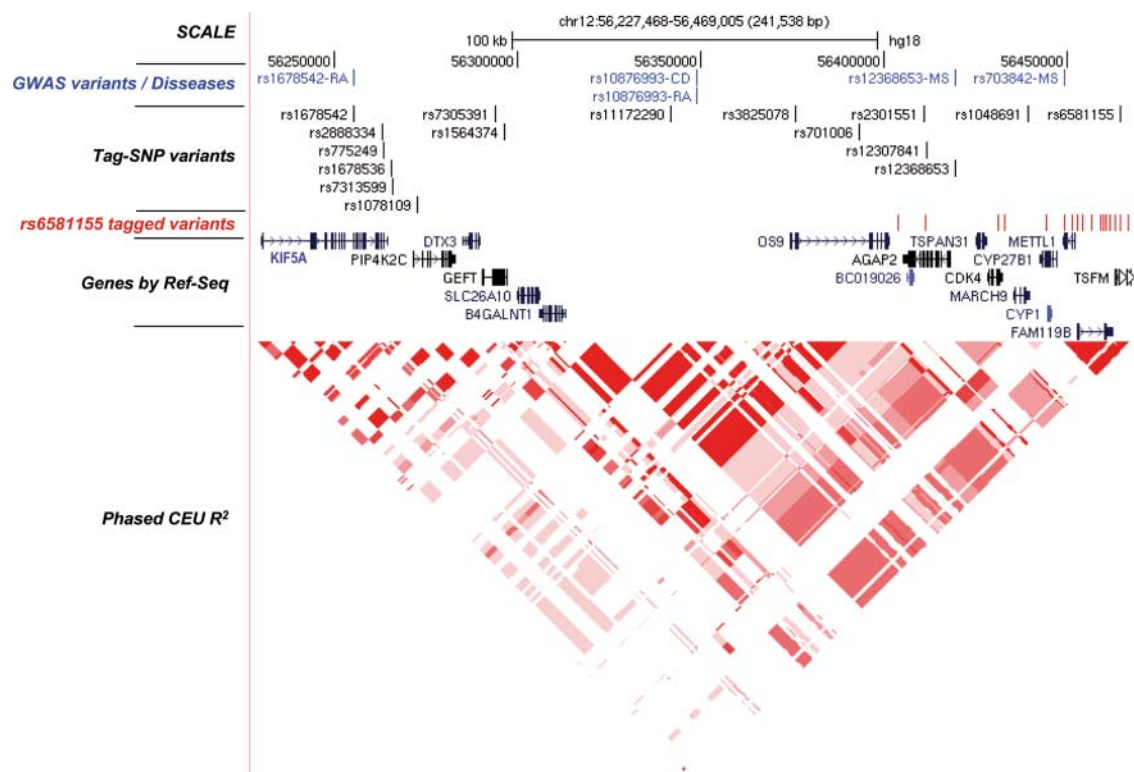 chr12:56,227,468-56,469,005 (241,538 bp)
SCALE
100 kb
hg18
56250000
56300000
56350000
56400000
56450000
GWAS variants / Diseases
rs1678542-RA
rs10876993-CD
rs12368653-MS
rs703842-MS
rs10876993-RA
rs1678542
rs7305391
rs11172290
rs3825078
rs2301551
rs1048691
rs6581155
rs2888334
rs1564374
rs701006
Tag-SNP variants
rs775249
rs12307841
rs1678536
rs12368653
rs7313599
rs1078109
rs6581155 tagged variants
KIF5A
DTX3
OS9
TSPAN31
METTL1
PIP4K2C
AGAP2
CYP27B1
Genes by Ref-Seq
GEFT
BC019026
CDK4
TSFM
SLC26A10
MARCH9
B4GALNT1
CYP1
FAM119B
Phased CEU R²